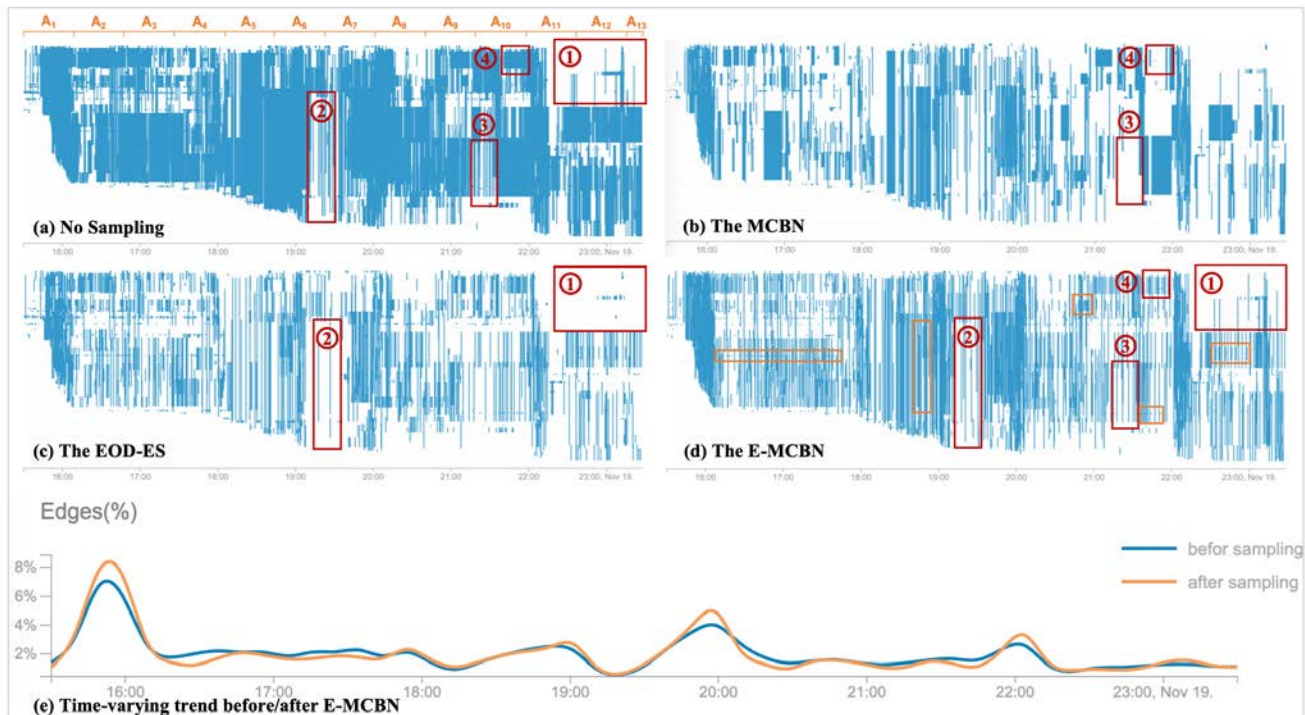 A1 A2 A3 A4 A5 A6 A7 A8 A9 A10 A11 A12 A13
④ ①
②
③
(a) No Sampling
16:00 17:00 18:00 19:00 20:00 21:00 22:00 23:00, Nov 19.
④
③
(b) The MCBN
16:00 17:00 18:00 19:00 20:00 21:00 22:00 23:00, Nov 19.
①
②
(c) The EOD-ES
16:00 17:00 18:00 19:00 20:00 21:00 22:00 23:00, Nov 19.
④ ①
②
③
(d) The E-MCBN
16:00 17:00 18:00 19:00 20:00 21:00 22:00 23:00, Nov 19.
Edges(%)
befor sampling
after sampling
8%
6%
4%
2%
16:00 17:00 18:00 19:00 20:00 21:00 22:00 23:00, Nov 19.
(e) Time-varying trend before/after E-MCBN